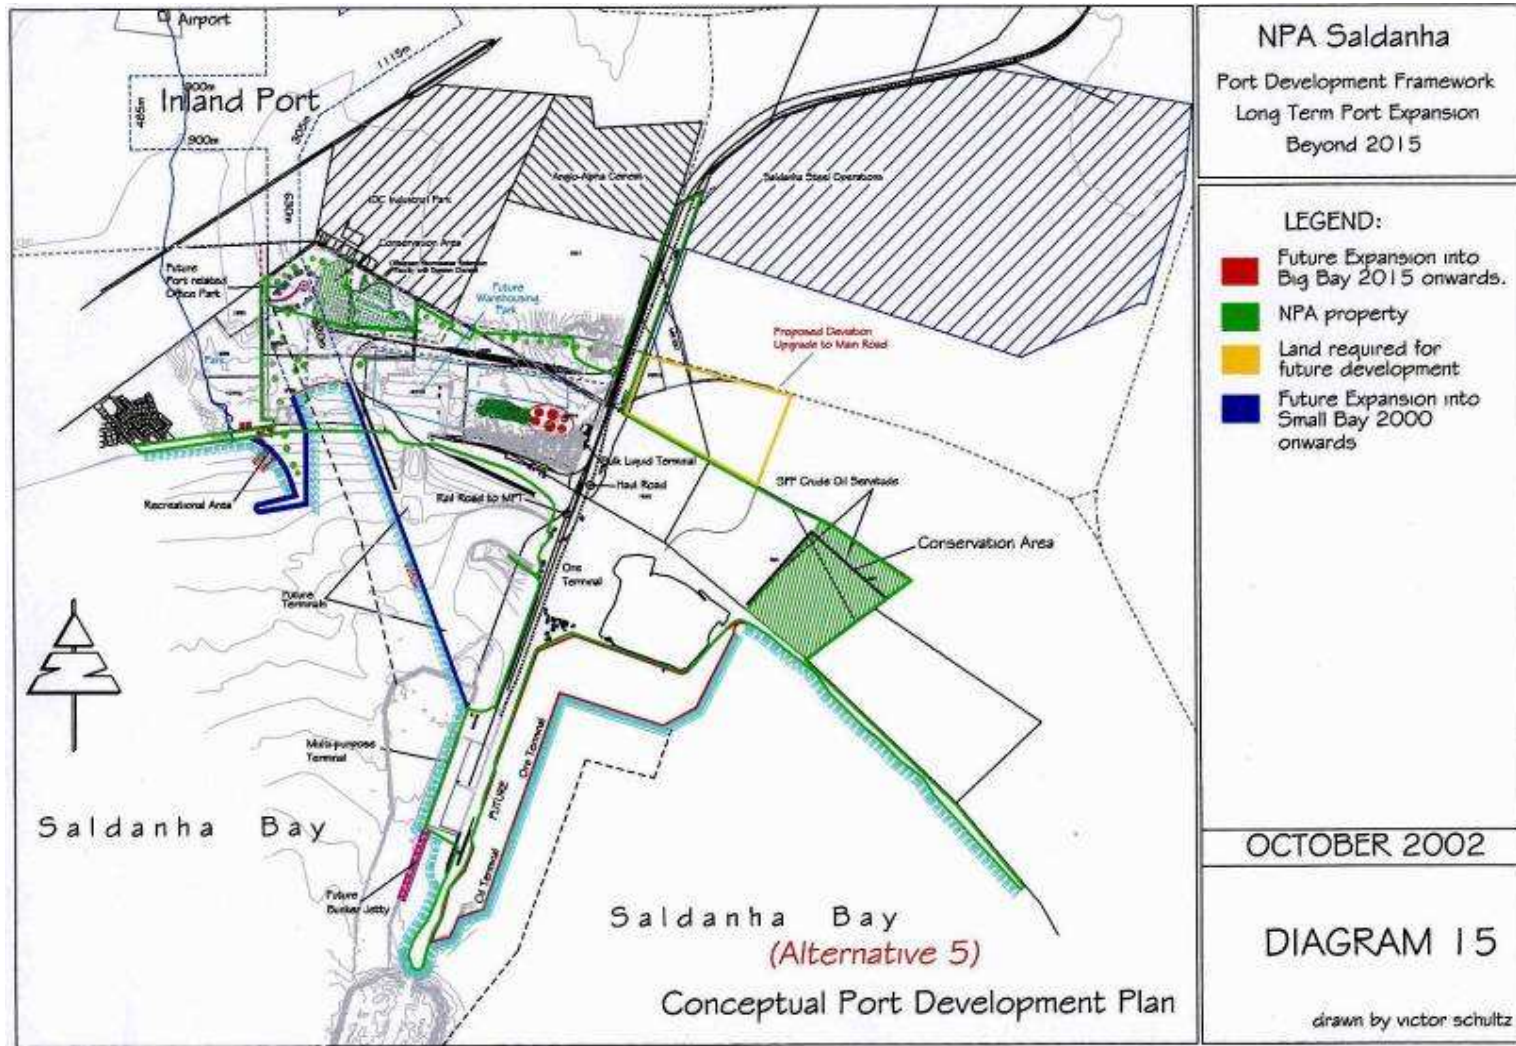 Airport
1115m
900m
Inland Port
485m
305m
900m
630m
IDC Industrial Park
Anglo-Alpha Cement
Saldanha Steel Operations
Conservation Area
Future
Port related
Office Park
Future
Warehousing
Park
Proposed Deviation
Upgrade to Main Road
Bulk Liquid Terminal
Haul Road
Rail Road to MPT
SFF Crude Oil Servitude
Conservation Area
Recreational Area
Future
Terminals
Ore
Terminal
Multi-purpose
Terminal
FUTURE
Ore Terminal
Oil Terminal
Future
Bunker Jetty
Saldanha Bay
Saldanha Bay
(Alternative 5)
Conceptual Port Development Plan
NPA Saldanha
Port Development Framework
Long Term Port Expansion
Beyond 2015
LEGEND:
Future Expansion into
Big Bay 2015 onwards.
NPA property
Land required for
future development
Future Expansion into
Small Bay 2000
onwards
OCTOBER 2002
DIAGRAM 15
drawn by victor schultz